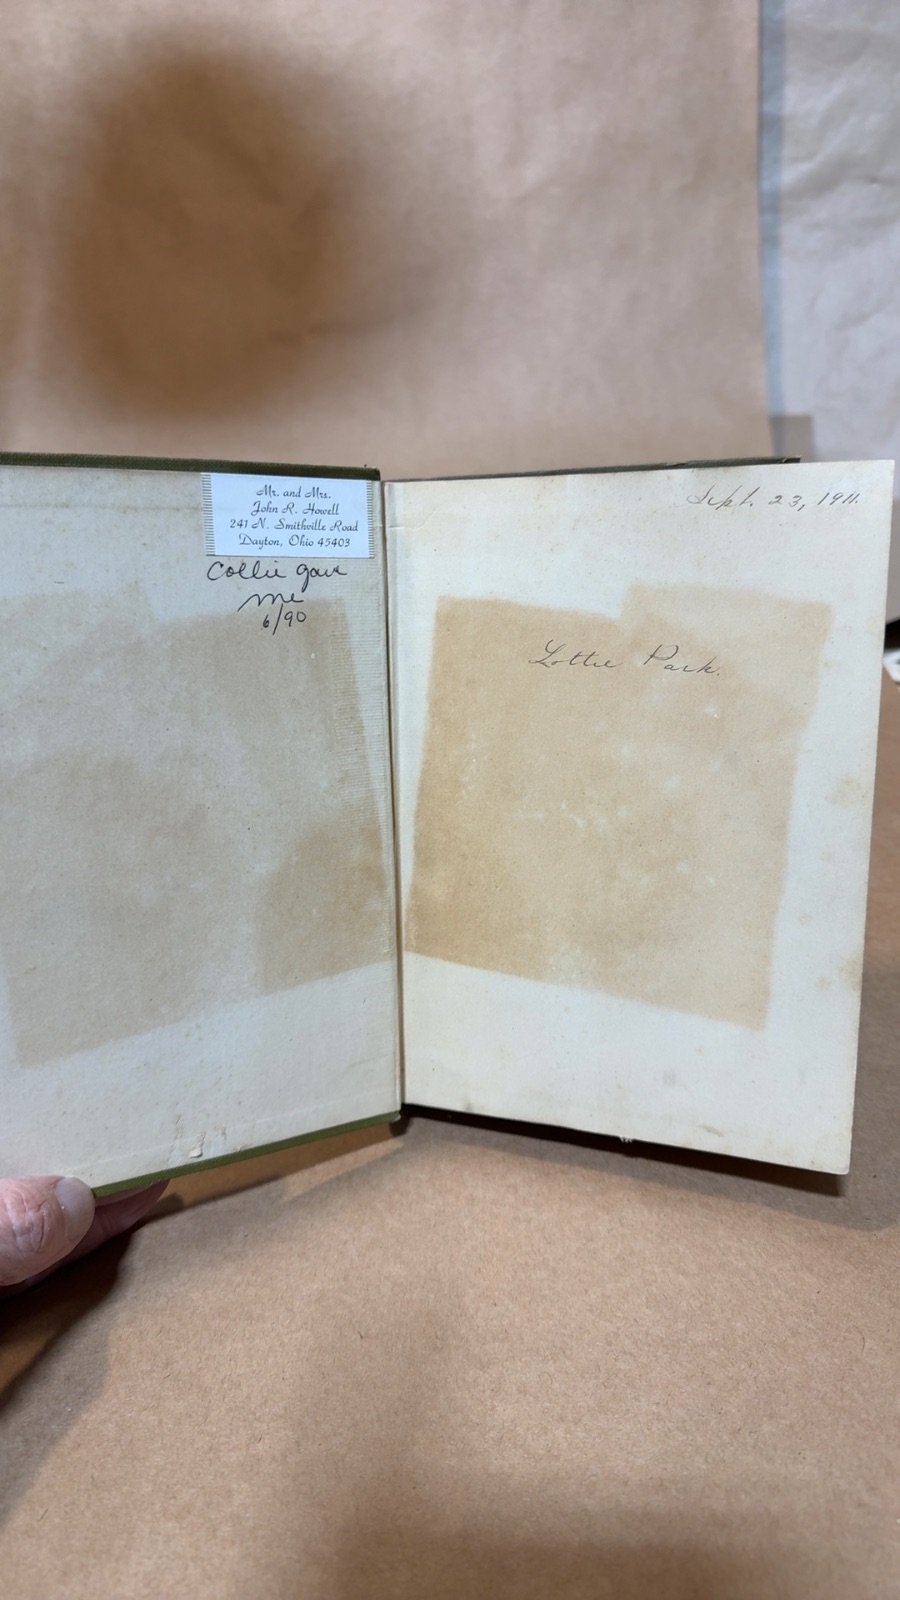 Mr. and Mrs.
John R. Howell
241 N. Smithville Road
Dayton, Ohio 45403
Collie gave
me
6/90
Sept. 23, 1911.
Lottie Park.